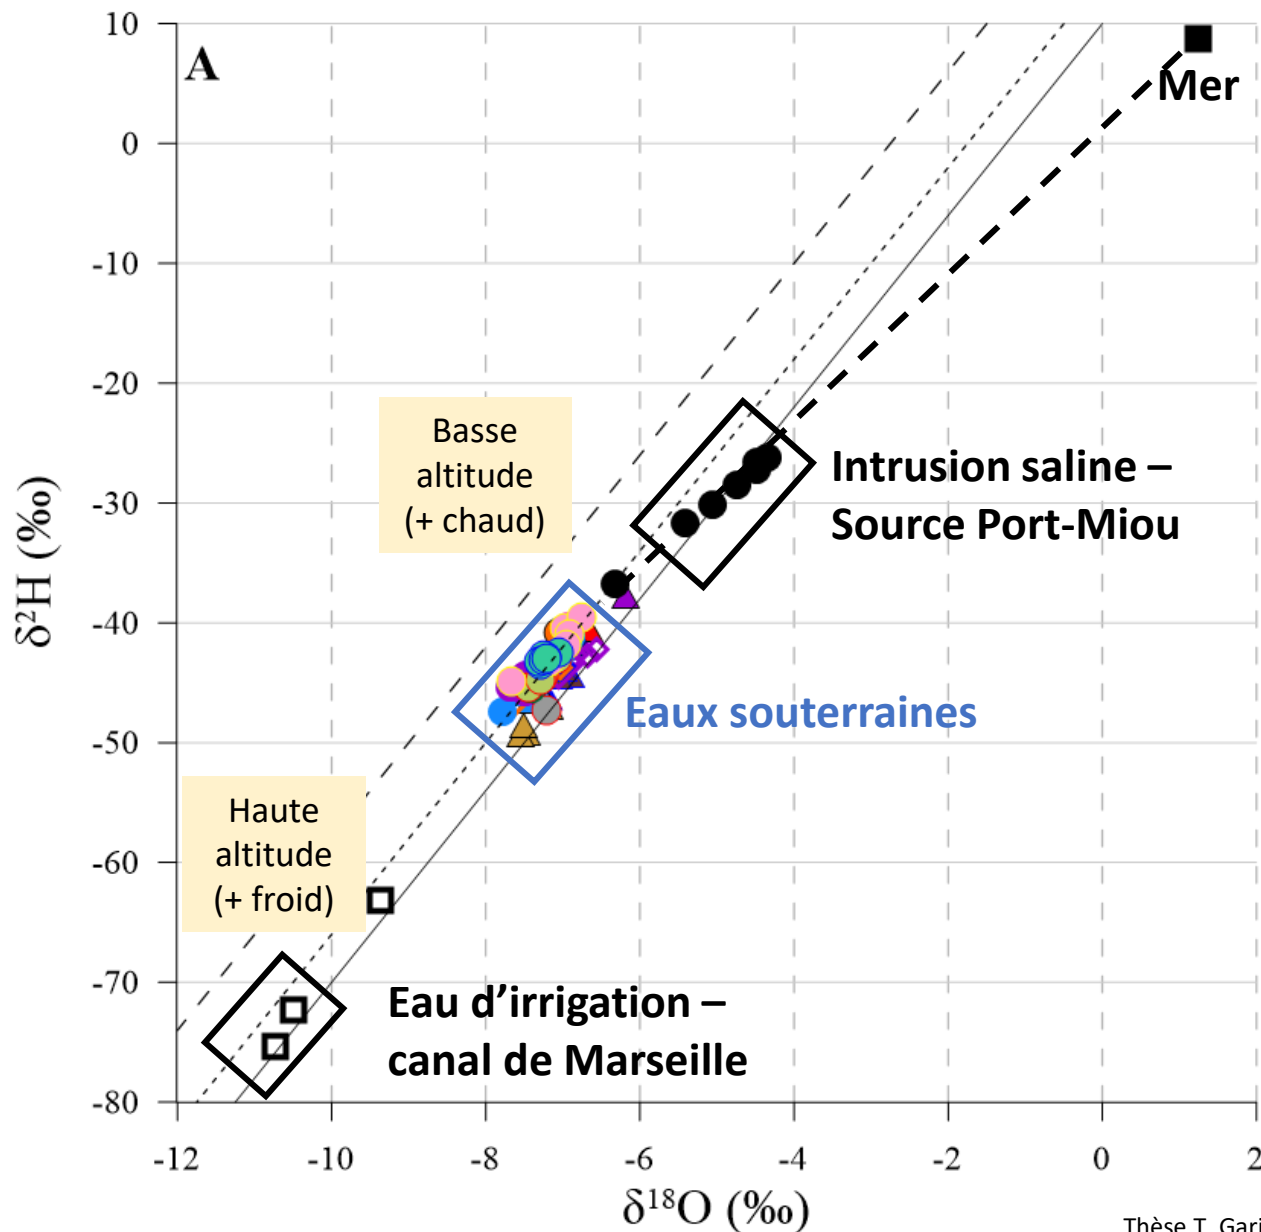 A
10
0
-10
-20
-30
-40
-50
-60
-70
-80
δ²H (‰)
Mer
Basse
altitude
(+ chaud)
Intrusion saline –
Source Port-Miou
Eaux souterraines
Haute
altitude
(+ froid)
Eau d’irrigation –
canal de Marseille
-12
-10
-8
-6
-4
-2
0
2
δ¹⁸O (‰)
Thèse T. Gari